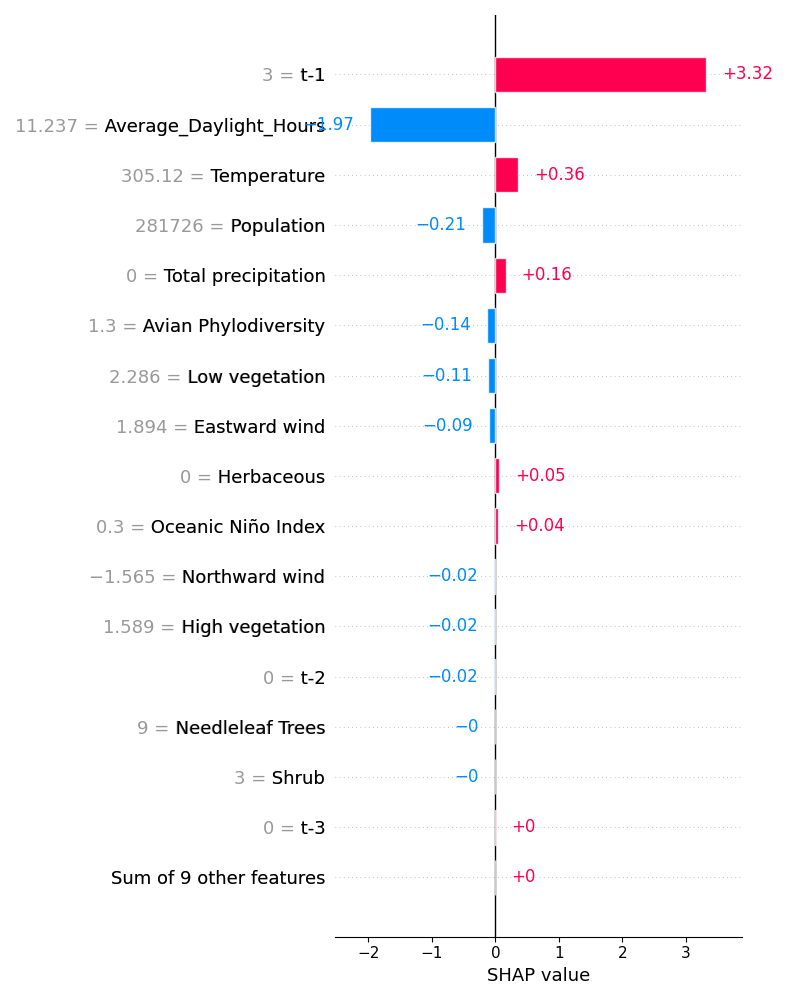 3 = t-1 +3.32
11.237 = Average_Daylight_Hours −1.97
305.12 = Temperature +0.36
281726 = Population −0.21
0 = Total precipitation +0.16
1.3 = Avian Phylodiversity −0.14
2.286 = Low vegetation −0.11
1.894 = Eastward wind −0.09
0 = Herbaceous +0.05
0.3 = Oceanic Niño Index +0.04
−1.565 = Northward wind −0.02
1.589 = High vegetation −0.02
0 = t-2 −0.02
9 = Needleleaf Trees −0
3 = Shrub −0
0 = t-3 +0
Sum of 9 other features +0
−2 −1 0 1 2 3
SHAP value